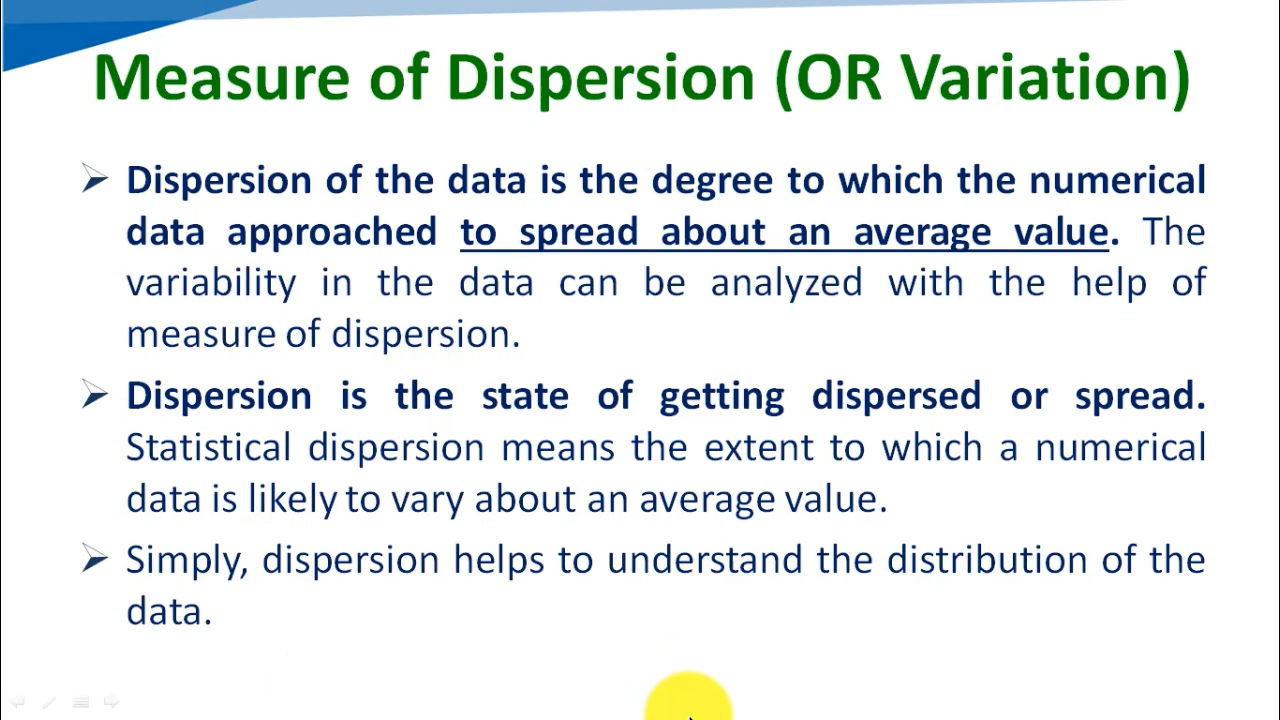 Measure of Dispersion (OR Variation)
Dispersion of the data is the degree to which the numerical
data approached to spread about an average value. The
variability in the data can be analyzed with the help of
measure of dispersion.
Dispersion is the state of getting dispersed or spread.
Statistical dispersion means the extent to which a numerical
data is likely to vary about an average value.
Simply, dispersion helps to understand the distribution of the
data.